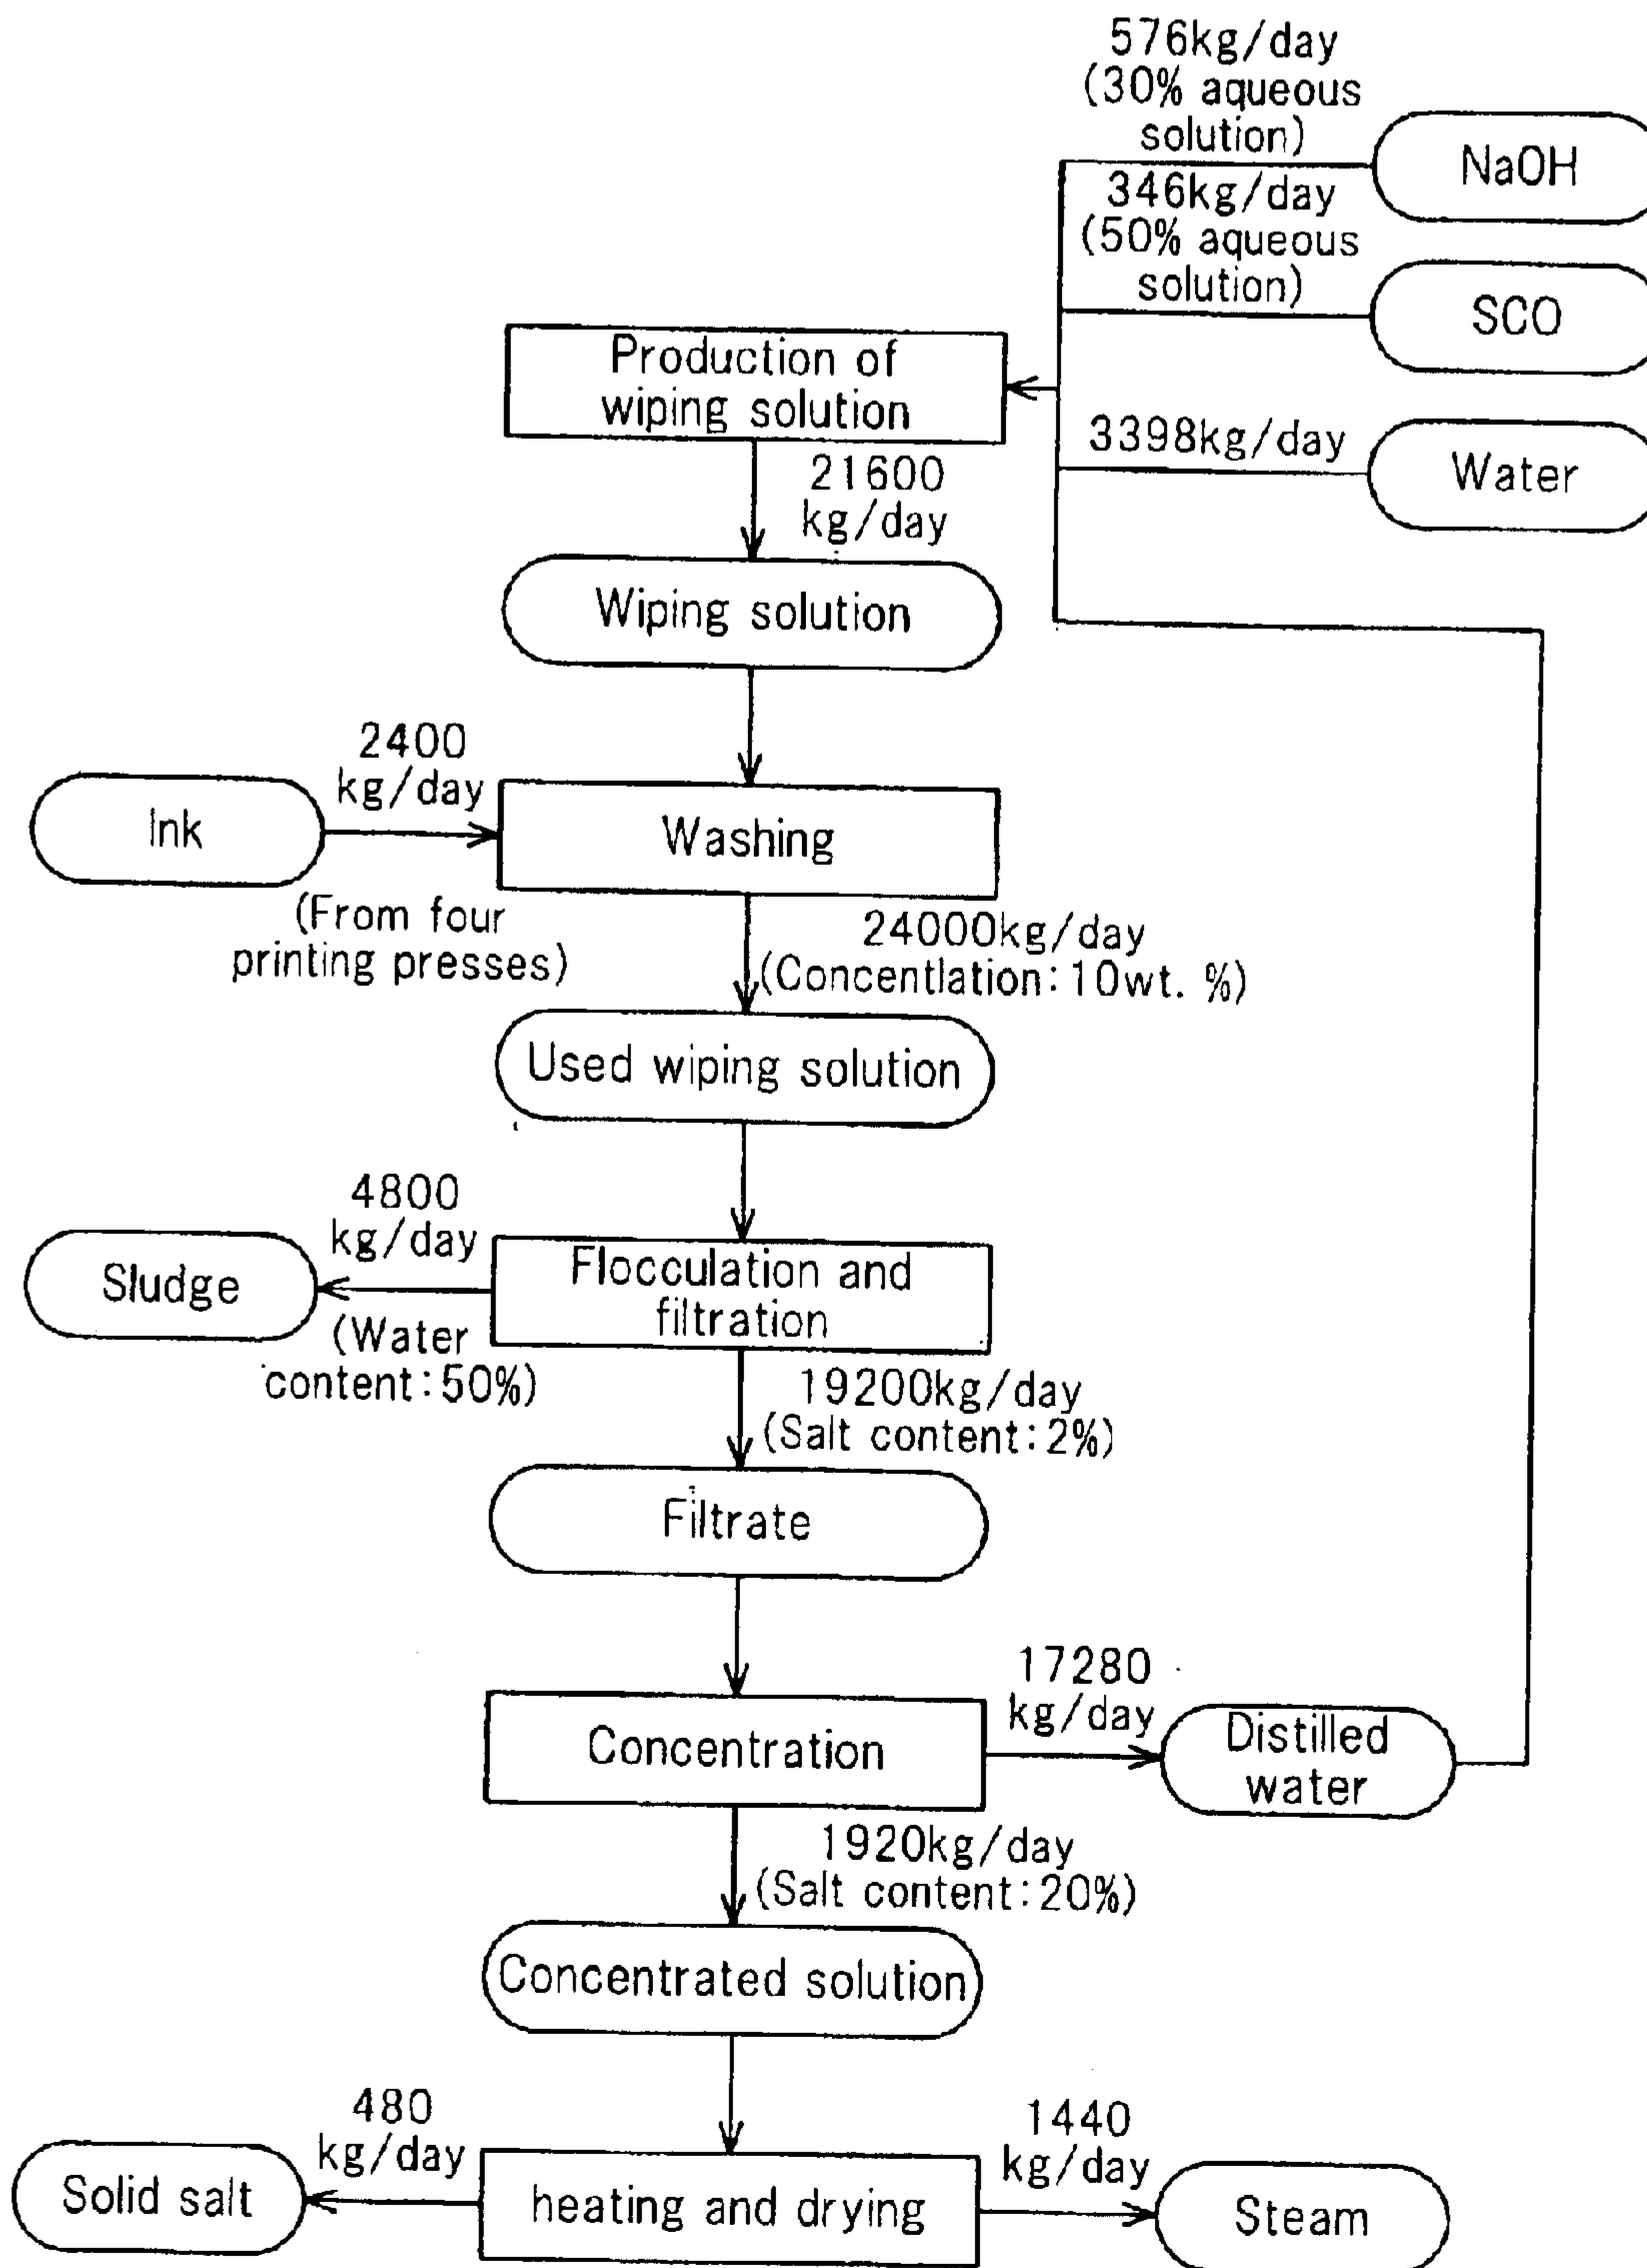 576kg/day
(30% aqueous
solution)
NaOH
346kg/day
(50% aqueous
solution)
SCO
Production of
wiping solution
3398kg/day
Water
21600
kg/day
Wiping solution
2400
kg/day
Ink
Washing
(From four
printing presses)
24000kg/day
(Concentlation:10wt. %)
Used wiping solution
4800
kg/day
Sludge
Flocculation and
filtration
(Water
content:50%)
19200kg/day
(Salt content:2%)
Filtrate
17280
kg/day
Concentration
Distilled
water
1920kg/day
(Salt content:20%)
Concentrated solution
480
kg/day
1440
kg/day
Solid salt
heating and drying
Steam